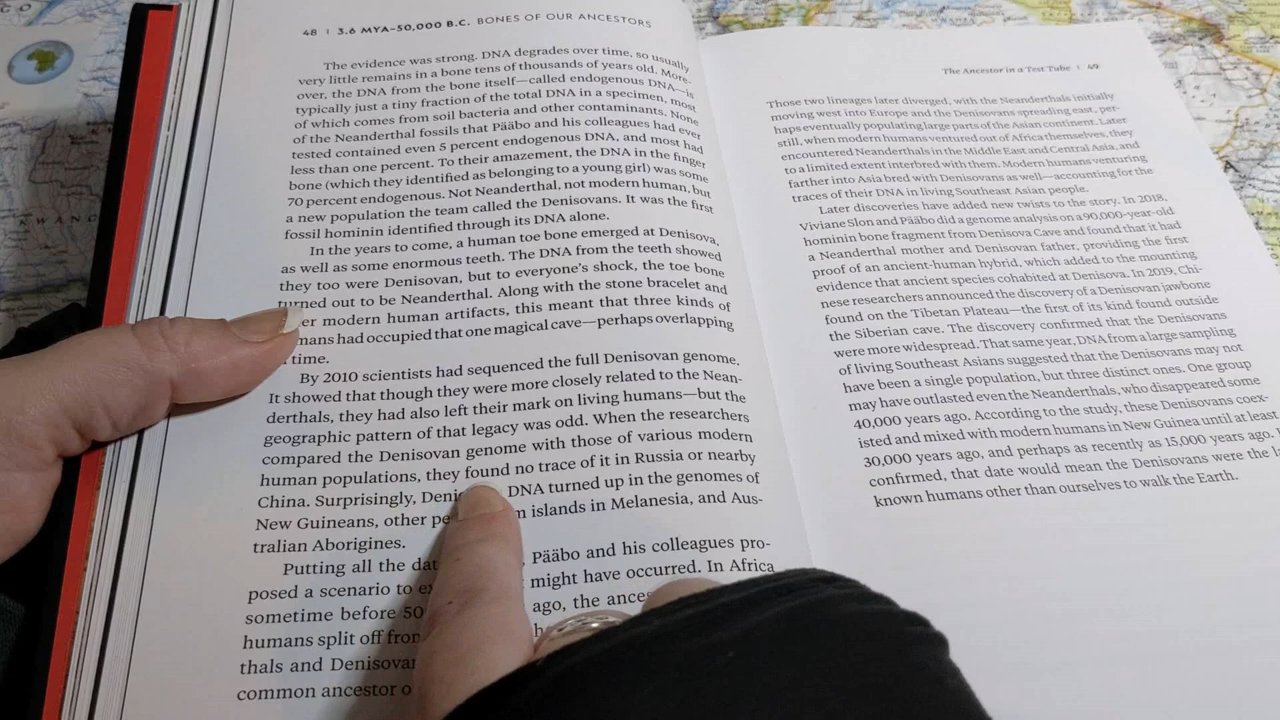 48 | 3.6 MYA–50,000 B.C. BONES OF OUR ANCESTORS
The evidence was strong. DNA degrades over time, so usually
very little remains in a bone tens of thousands of years old. More-
over, the DNA from the bone itself—called endogenous DNA—is
typically just a tiny fraction of the total DNA in a specimen, most
of which comes from soil bacteria and other contaminants. None
of the Neanderthal fossils that Pääbo and his colleagues had ever
tested contained even 5 percent endogenous DNA, and most had
less than one percent. To their amazement, the DNA in the finger
bone (which they identified as belonging to a young girl) was some
70 percent endogenous. Not Neanderthal, not modern human, but
a new population the team called the Denisovans. It was the first
fossil hominin identified through its DNA alone.
In the years to come, a human toe bone emerged at Denisova,
as well as some enormous teeth. The DNA from the teeth showed
they too were Denisovan, but to everyone's shock, the toe bone
turned out to be Neanderthal. Along with the stone bracelet and
er modern human artifacts, this meant that three kinds of
mans had occupied that one magical cave—perhaps overlapping
time.
By 2010 scientists had sequenced the full Denisovan genome.
It showed that though they were more closely related to the Nean-
derthals, they had also left their mark on living humans—but the
geographic pattern of that legacy was odd. When the researchers
compared the Denisovan genome with those of various modern
human populations, they found no trace of it in Russia or nearby
China. Surprisingly, Deni DNA turned up in the genomes of
New Guineans, other pe m islands in Melanesia, and Aus-
tralian Aborigines.
Putting all the dat , Pääbo and his colleagues pro-
posed a scenario to ex might have occurred. In Africa
sometime before 50 ago, the ances
humans split off from
thals and Denisovan
common ancestor o
The Ancestor in a Test Tube | 49
Those two lineages later diverged, with the Neanderthals initially
moving west into Europe and the Denisovans spreading east, per-
haps eventually populating large parts of the Asian continent. Later
still, when modern humans ventured out of Africa themselves, they
encountered Neanderthals in the Middle East and Central Asia, and
to a limited extent interbred with them. Modern humans venturing
farther into Asia bred with Denisovans as well—accounting for the
traces of their DNA in living Southeast Asian people.
Later discoveries have added new twists to the story. In 2018,
Viviane Slon and Pääbo did a genome analysis on a 90,000-year-old
hominin bone fragment from Denisova Cave and found that it had
a Neanderthal mother and Denisovan father, providing the first
proof of an ancient-human hybrid, which added to the mounting
evidence that ancient species cohabited at Denisova. In 2019, Chi-
nese researchers announced the discovery of a Denisovan jawbone
found on the Tibetan Plateau—the first of its kind found outside
the Siberian cave. The discovery confirmed that the Denisovans
were more widespread. That same year, DNA from a large sampling
of living Southeast Asians suggested that the Denisovans may not
have been a single population, but three distinct ones. One group
may have outlasted even the Neanderthals, who disappeared some
40,000 years ago. According to the study, these Denisovans coex-
isted and mixed with modern humans in New Guinea until at least
30,000 years ago, and perhaps as recently as 15,000 years ago.
confirmed, that date would mean the Denisovans were the la
known humans other than ourselves to walk the Earth.